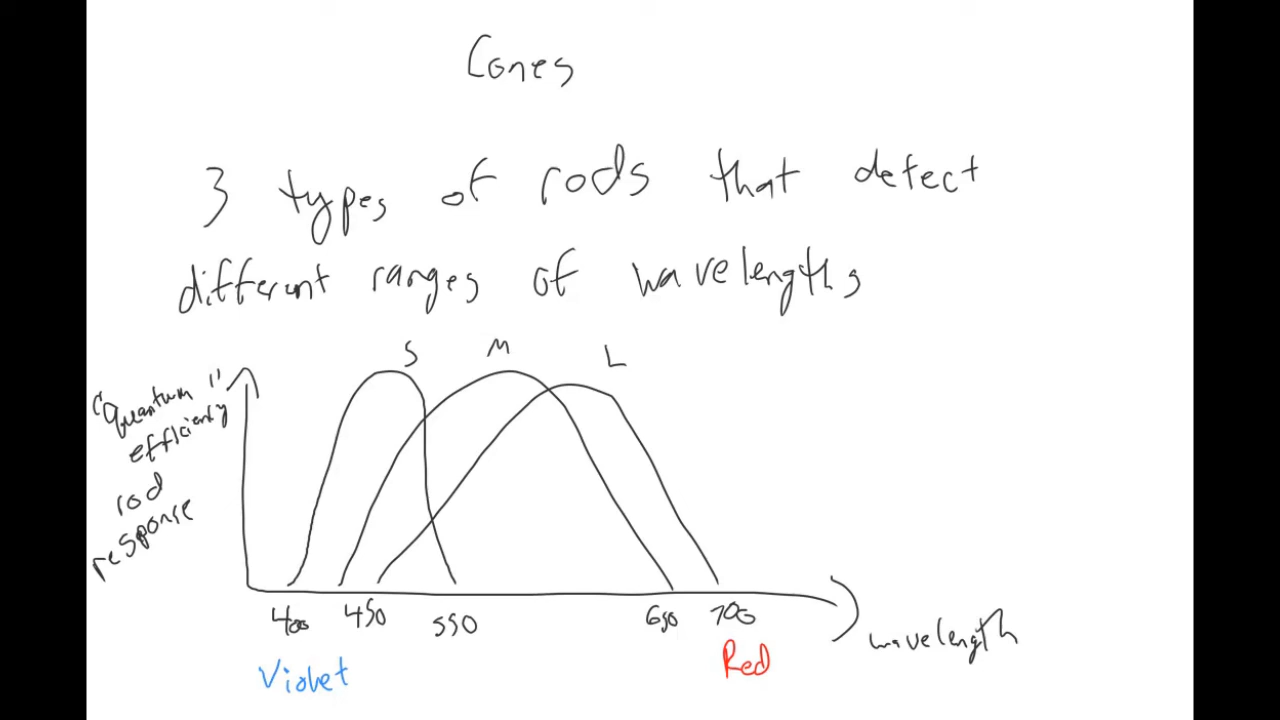 Cones
3 types of rods that detect
different ranges of wavelengths
S M L
"Quantum"
efficiency
rod
response
400 450 550 650 700
wavelength
Violet
Red